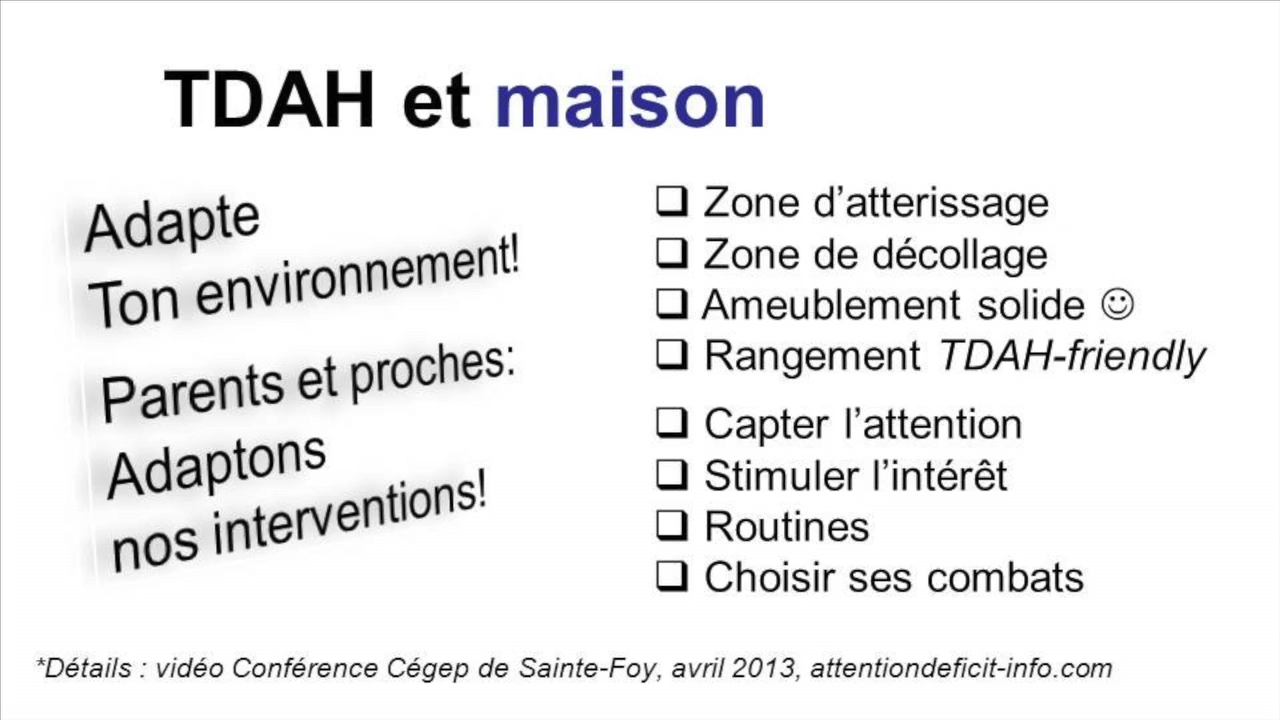 TDAH et maison
Adapte
Ton environnement!
Parents et proches:
Adaptons
nos interventions!
❑ Zone d’atterissage
❑ Zone de décollage
❑ Ameublement solide ☺
❑ Rangement TDAH-friendly
❑ Capter l’attention
❑ Stimuler l’intérêt
❑ Routines
❑ Choisir ses combats
*Détails : vidéo Conférence Cégep de Sainte-Foy, avril 2013, attentiondeficit-info.com